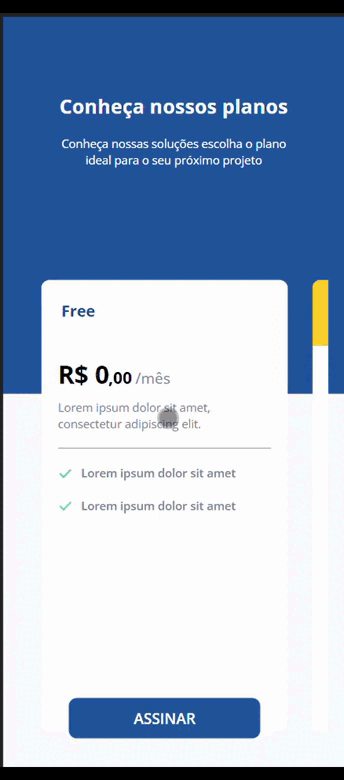 Conheça nossos planos
Conheça nossas soluções escolha o plano
ideal para o seu próximo projeto
Free
R$ 0,00 /mês
Lorem ipsum dolor sit amet,
consectetur adipiscing elit.
Lorem ipsum dolor sit amet
Lorem ipsum dolor sit amet
ASSINAR